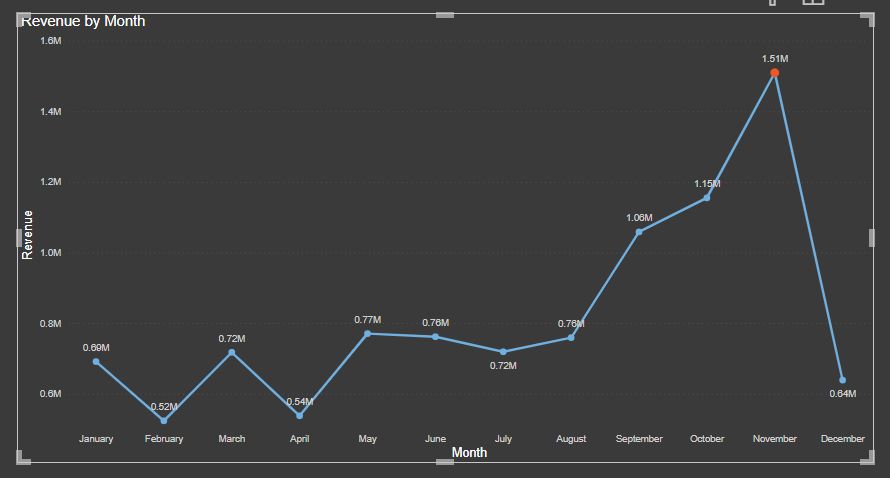 Revenue by Month
1.6M
1.4M
1.2M
1.0M
0.8M
0.6M
Revenue
0.69M
0.52M
0.72M
0.54M
0.77M
0.76M
0.72M
0.76M
1.06M
1.15M
1.51M
0.64M
January February March April May June July August September October November December
Month